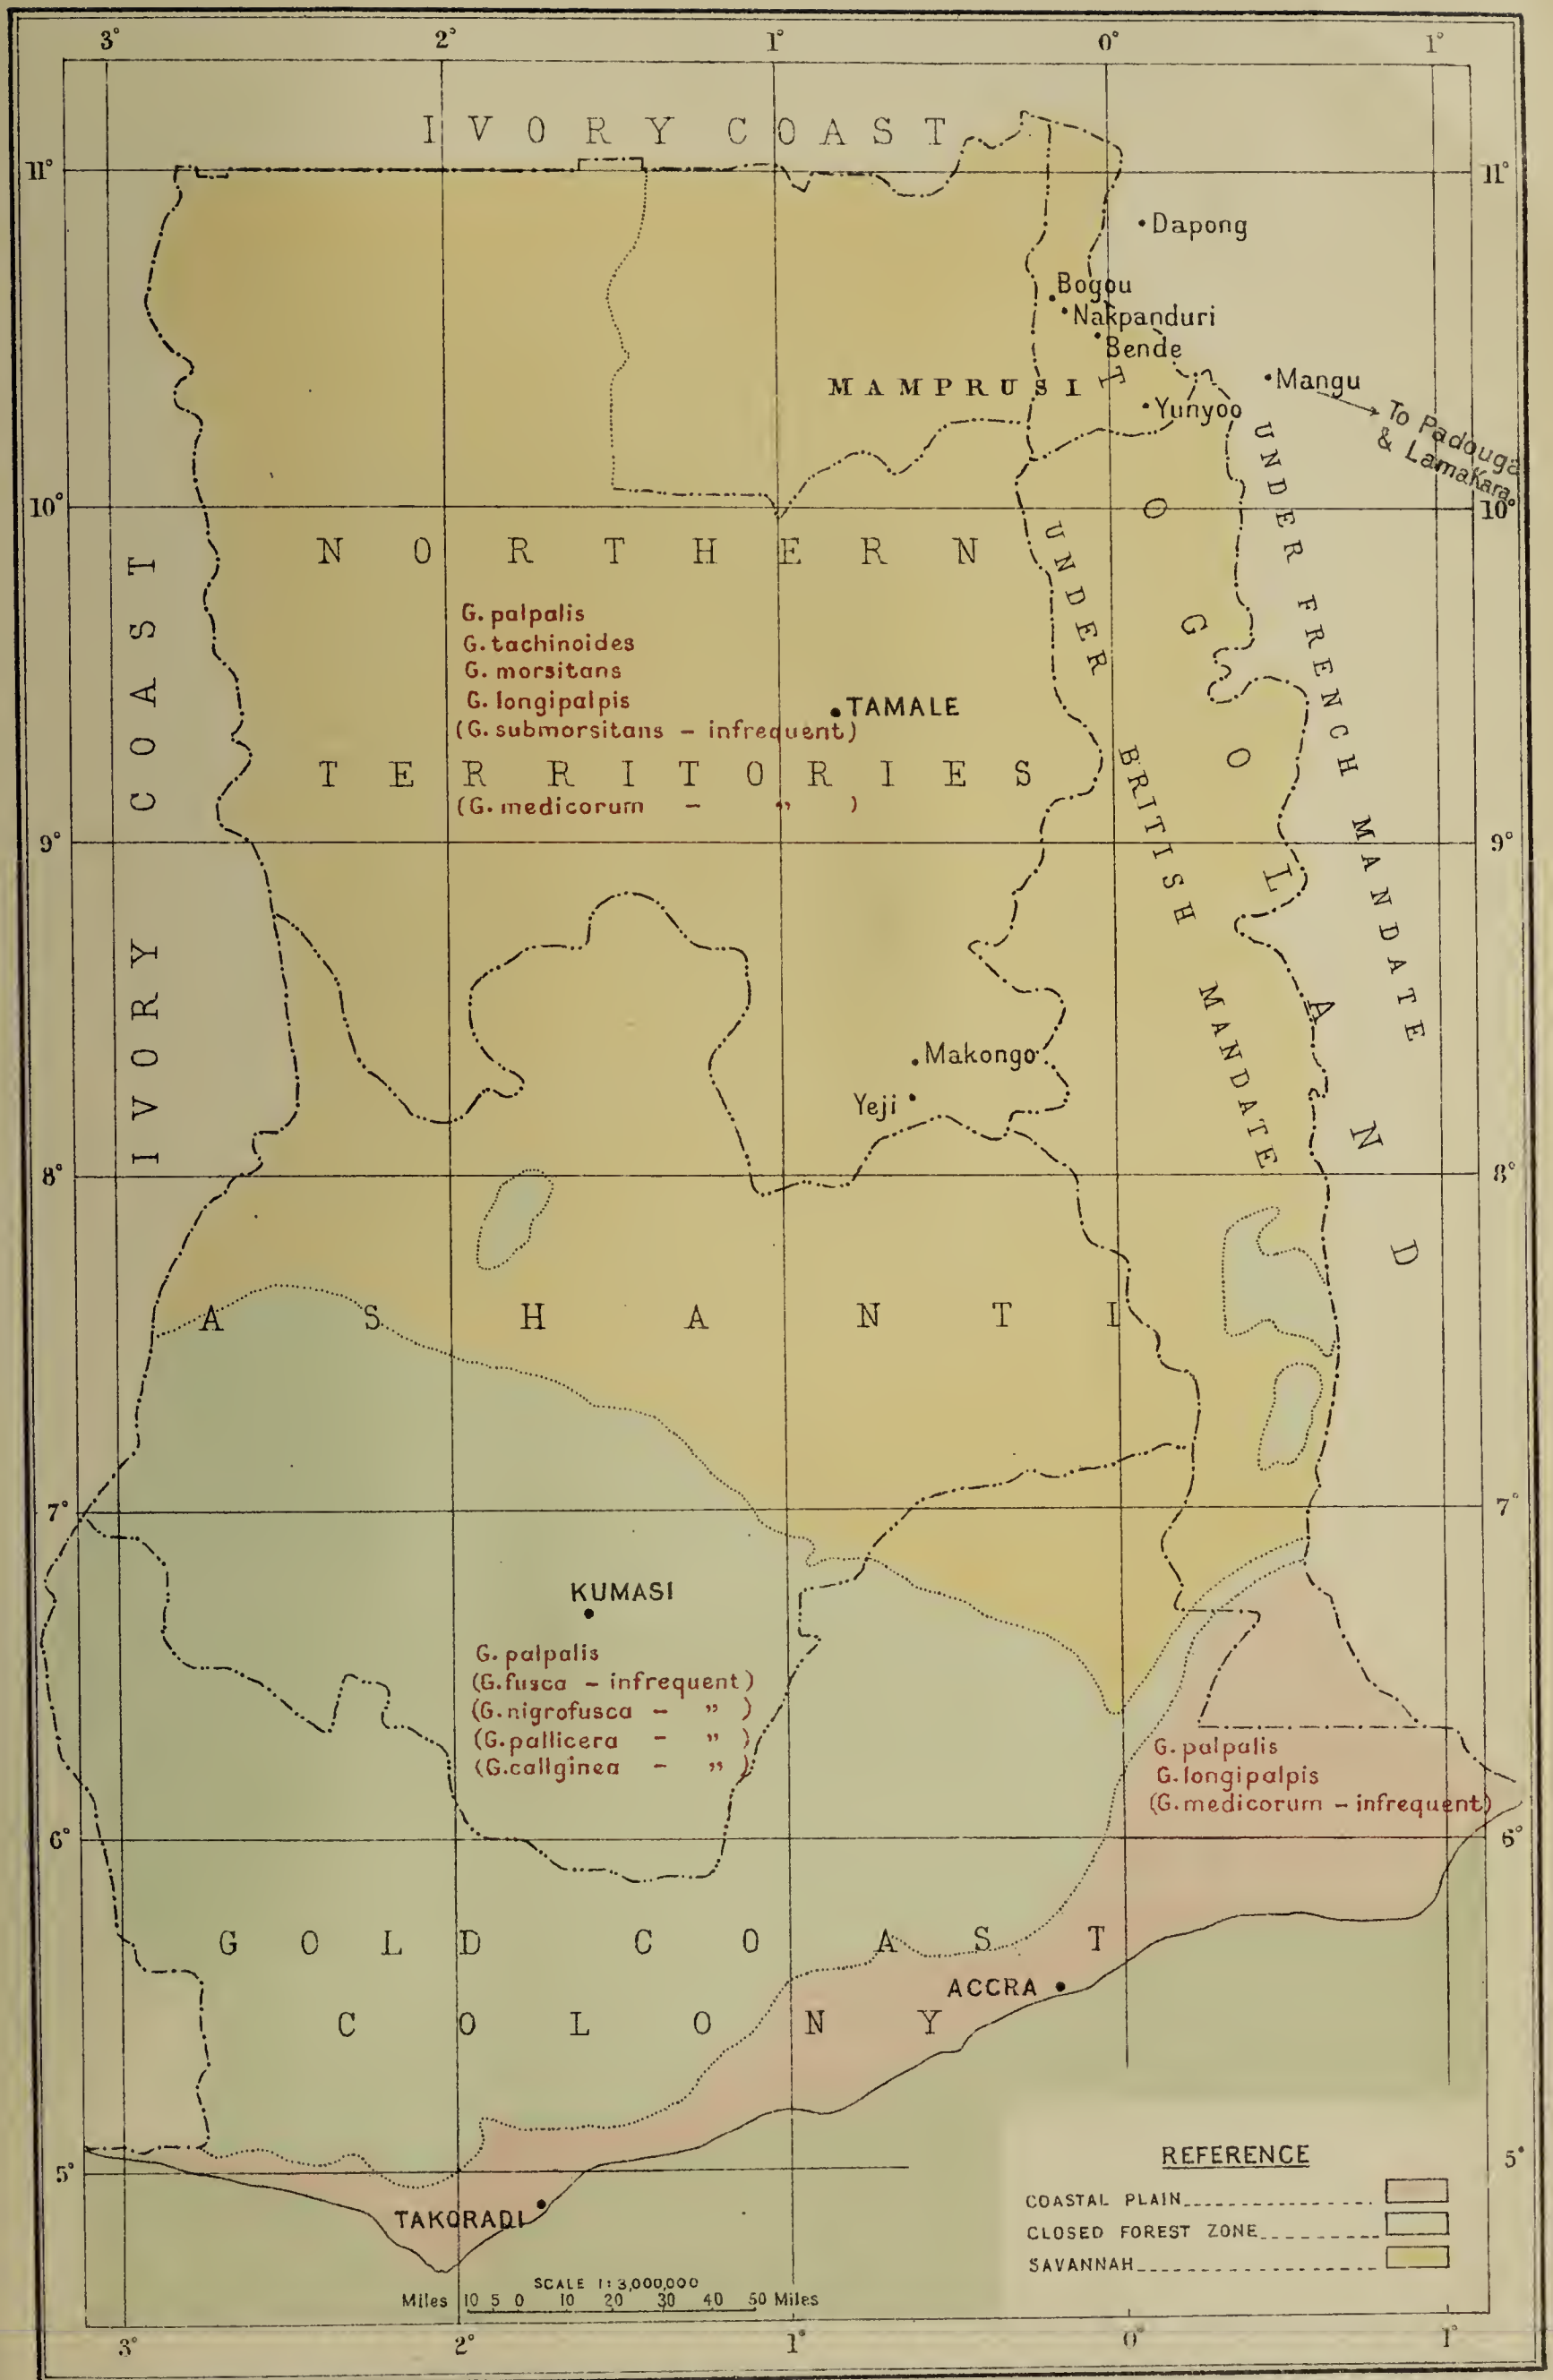 3° 2° 1° 0° 1°
IVORY COAST
11° 11°
Dapong
Bogou
Nakpanduri
Bende
MAMPRUSI
Mangu
Yunyoo
To Padouga
& LamaKara
10° 10°
NORTHERN
G. palpalis
G. tachinoides
G. morsitans
G. longipalpis
TAMALE
(G. submorsitans – infrequent)
TERRITORIES
(G. medicorum – ” )
IVORY COAST
TOGOLAND
UNDER BRITISH MANDATE
UNDER FRENCH MANDATE
9° 9°
Makongo
Yeji
8° 8°
ASHANTI
7° 7°
KUMASI
G. palpalis
(G. fusca – infrequent)
(G. nigrofusca – ” )
(G. pallicera – ” )
(G. callginea – ” )
G. palpalis
G. longipalpis
(G. medicorum – infrequent)
6° 6°
GOLD COAST
ACCRA
COLONY
5° 5°
TAKORADI
REFERENCE
COASTAL PLAIN
CLOSED FOREST ZONE
SAVANNAH
SCALE 1:3,000,000
Miles 10 5 0 10 20 30 40 50 Miles
3° 2° 1° 0° 1°